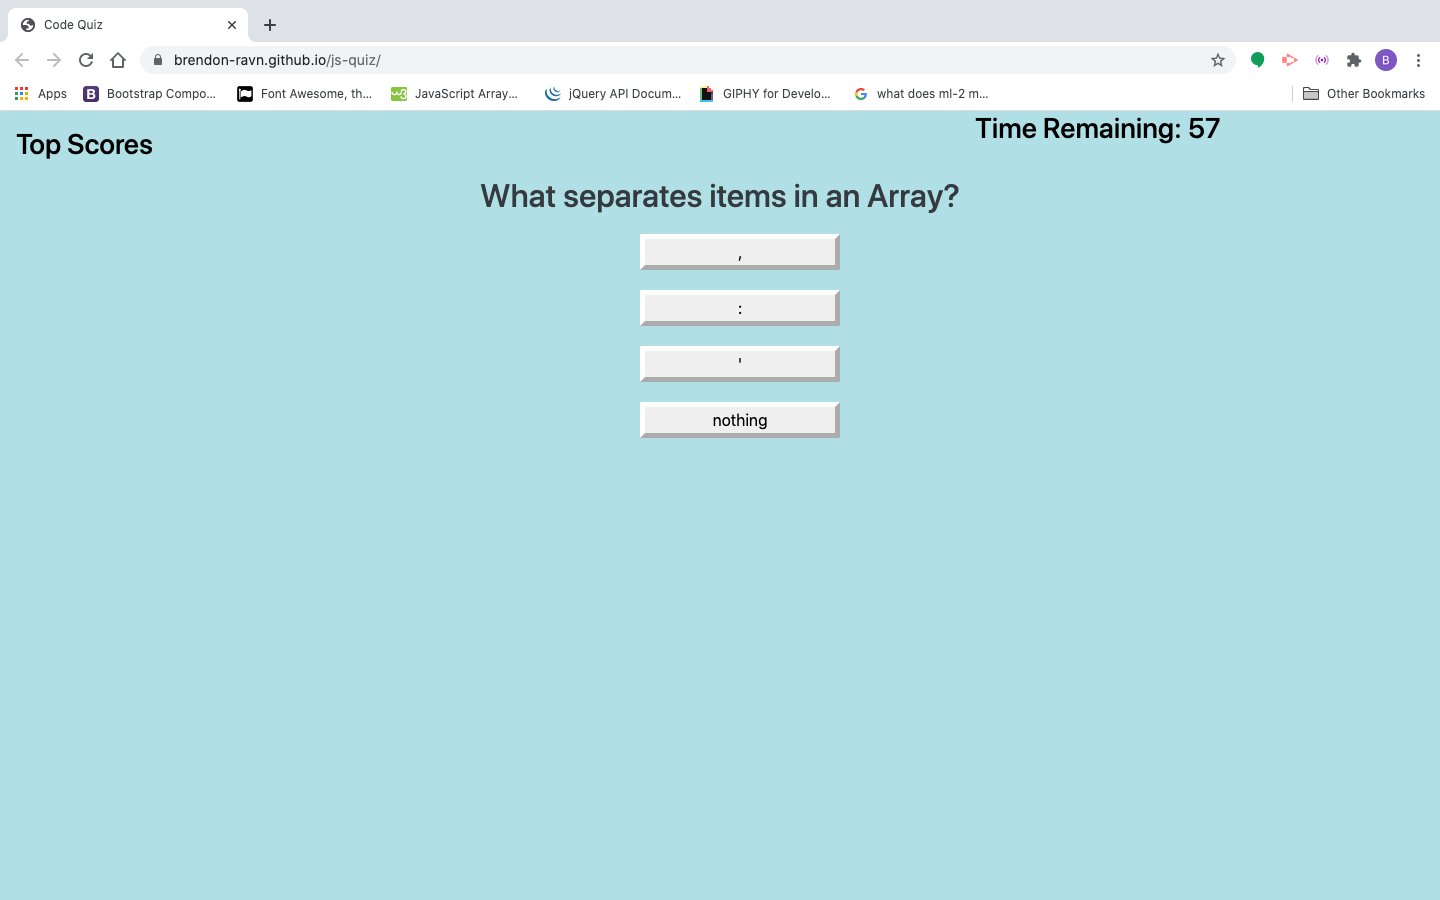 Code Quiz
brendon-ravn.github.io/js-quiz/
B
Apps
B Bootstrap Compo...
Font Awesome, th...
w3 JavaScript Array...
jQuery API Docum...
GIPHY for Develo...
G what does ml-2 m...
Other Bookmarks
Top Scores
Time Remaining: 57
What separates items in an Array?
,
:
'
nothing